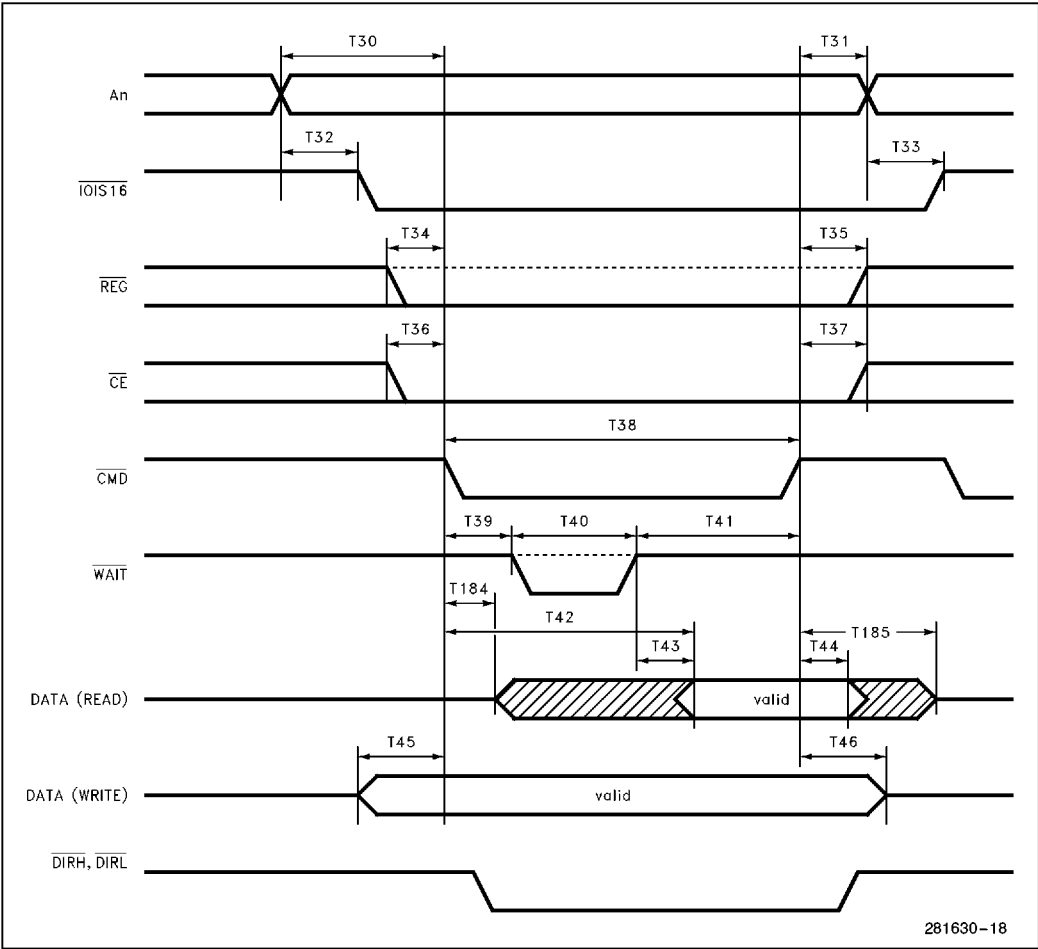 T30
T31
An
T32
T33
IOIS16
T34
T35
REG
T36
T37
CE
T38
CMD
T39
T40
T41
WAIT
T184
T42
T185
T43
T44
DATA (READ)
valid
T45
T46
DATA (WRITE)
valid
DIRH, DIRL
281630-18